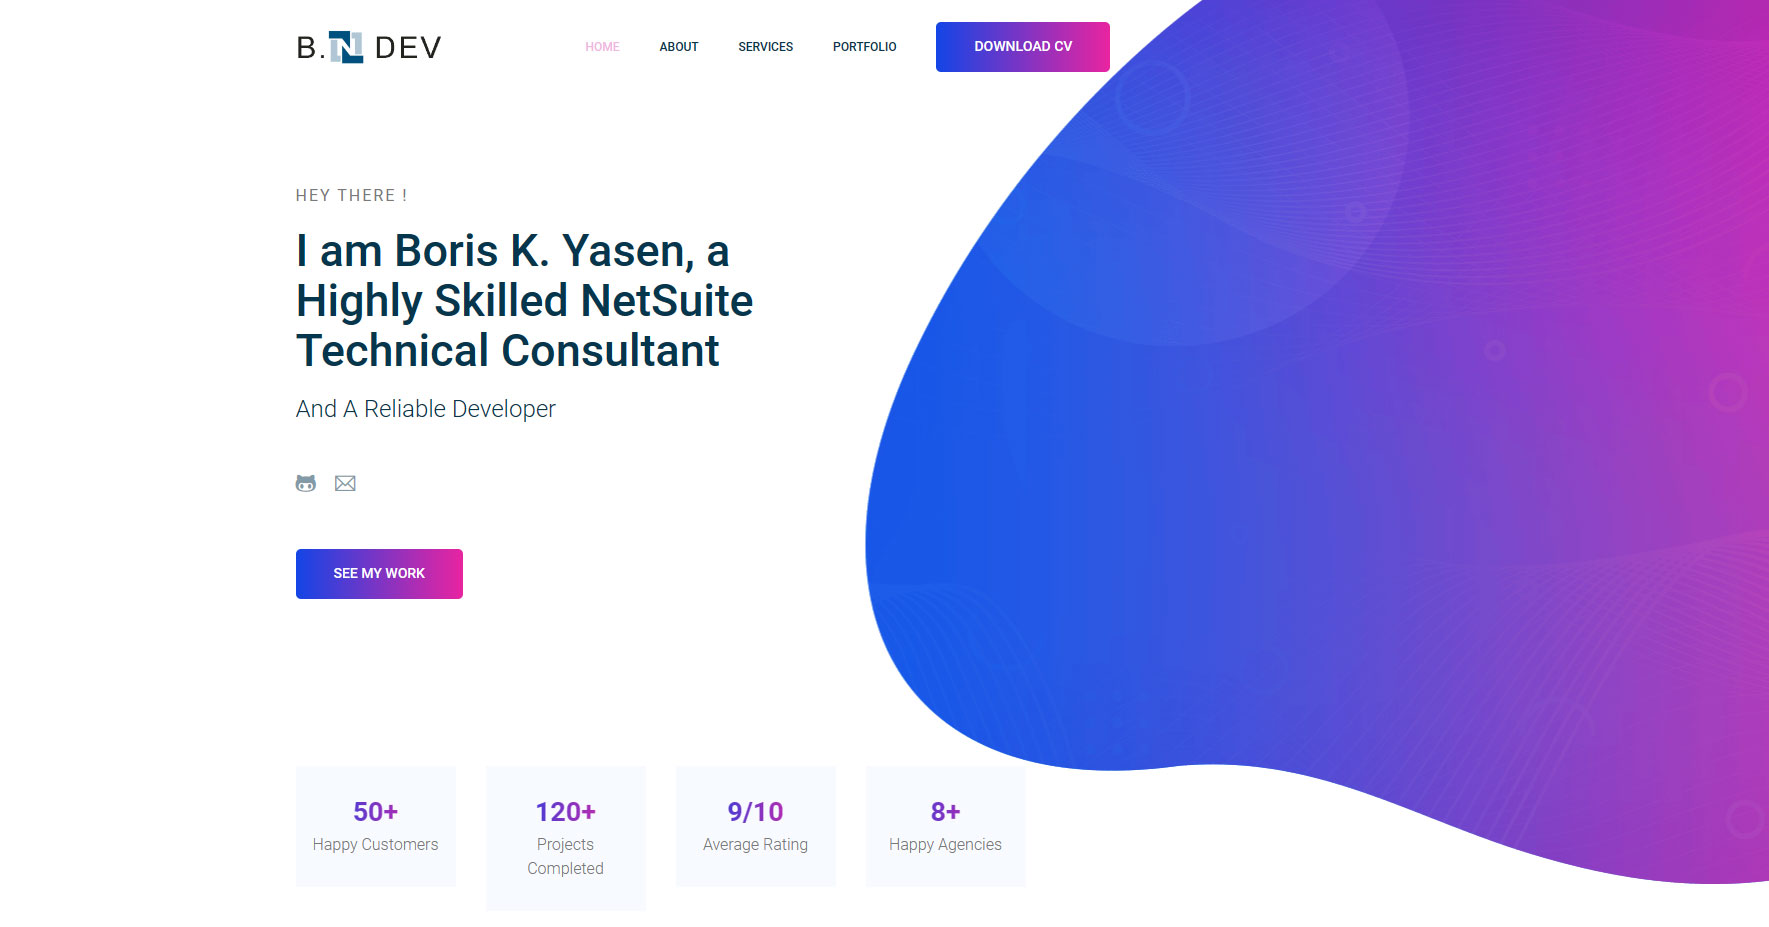 B.N DEV
HOME ABOUT SERVICES PORTFOLIO DOWNLOAD CV
HEY THERE !
I am Boris K. Yasen, a
Highly Skilled NetSuite
Technical Consultant
And A Reliable Developer
SEE MY WORK
50+
Happy Customers
120+
Projects
Completed
9/10
Average Rating
8+
Happy Agencies